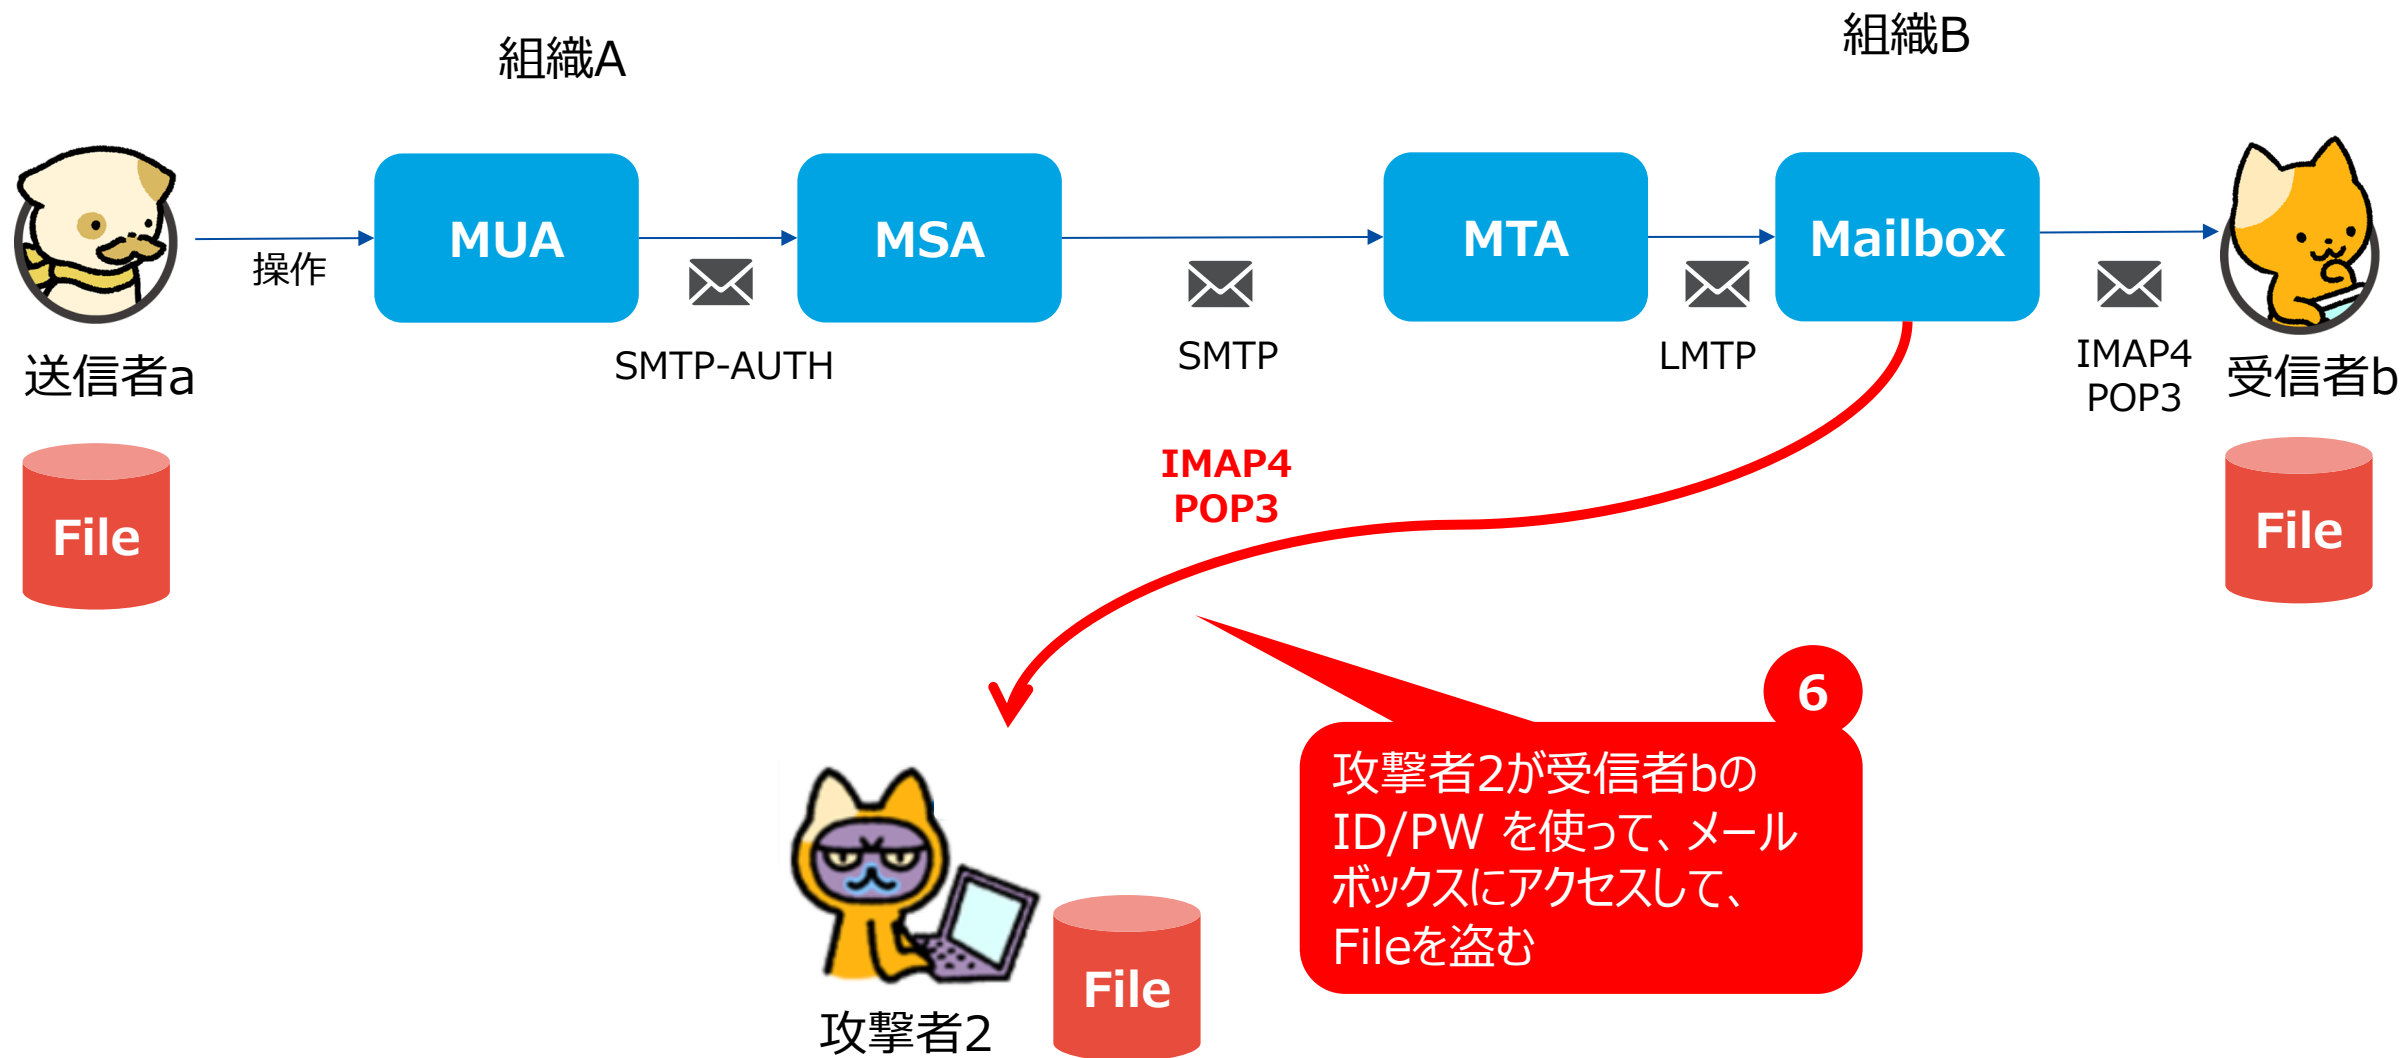 組織A
組織B
MUA
MSA
MTA
Mailbox
操作
SMTP-AUTH
SMTP
LMTP
IMAP4
POP3
送信者a
受信者b
File
File
IMAP4
POP3
6
攻撃者2が受信者bの
ID/PW を使って、メール
ボックスにアクセスして、
Fileを盗む
File
攻撃者2